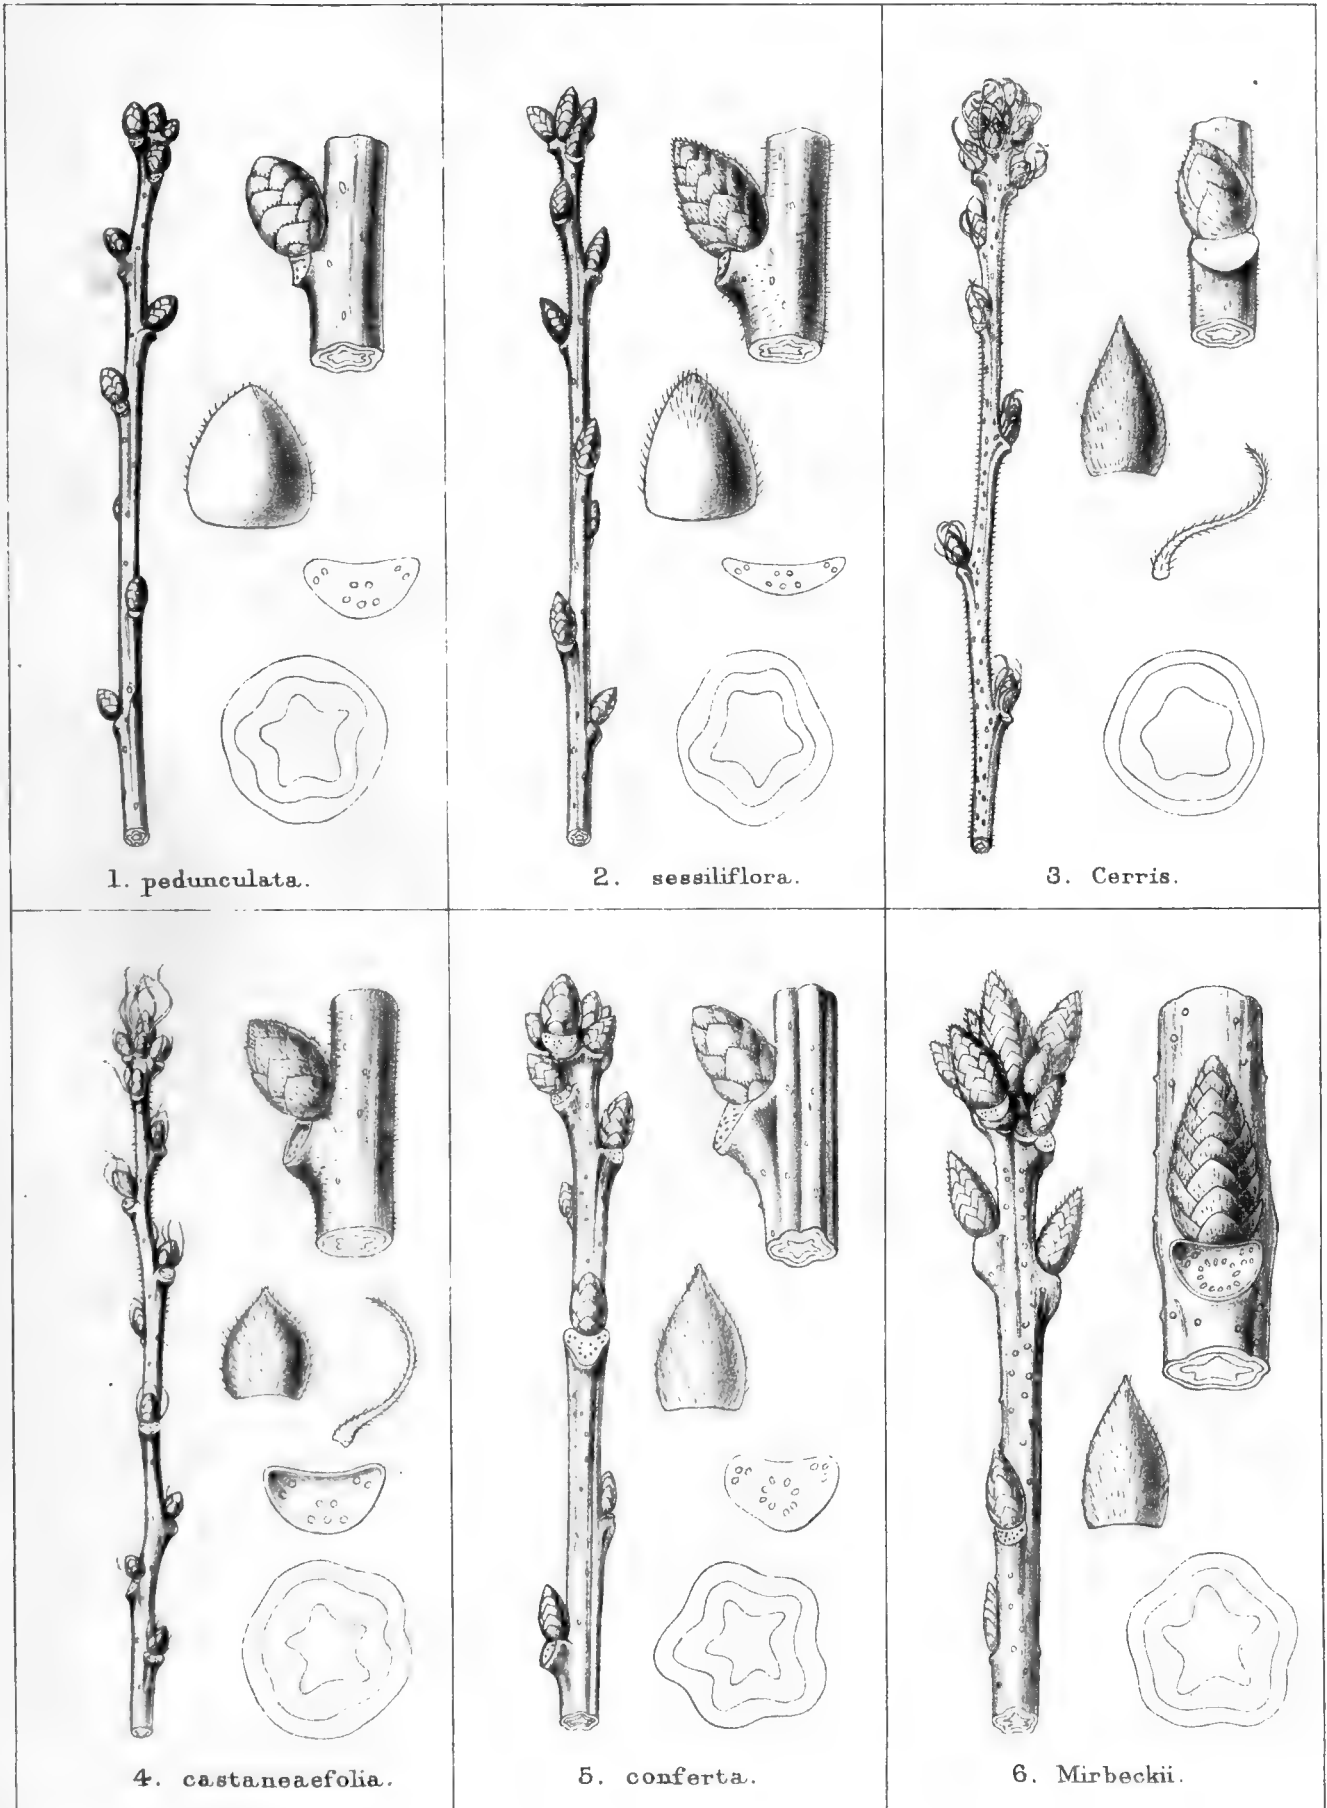 1. pedunculata.
2. sessiliflora.
3. Cerris.
4. castaneaefolia.
5. conferta.
6. Mirbeckii.